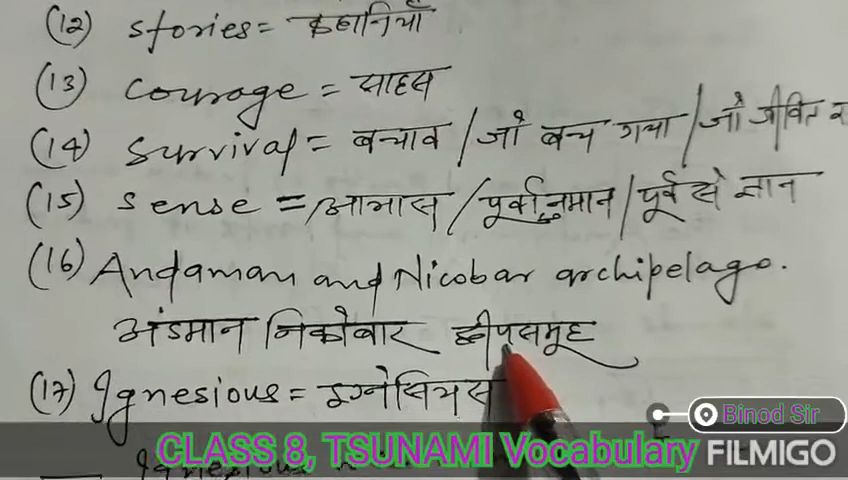 (12) stories = कहानियाँ
(13) Courage = साहस
(14) Survival = बचाव / जो बच गया / जो जीवित
(15) Sense = आभास / पूर्वानुमान / पूर्व से ज्ञान
(16) Andaman and Nicobar archipelago.
अंडमान निकोबार द्वीपसमूह
(17) Ignesious = इग्नेसियस
Binod Sir
CLASS 8, TSUNAMI Vocabulary FILMIGO